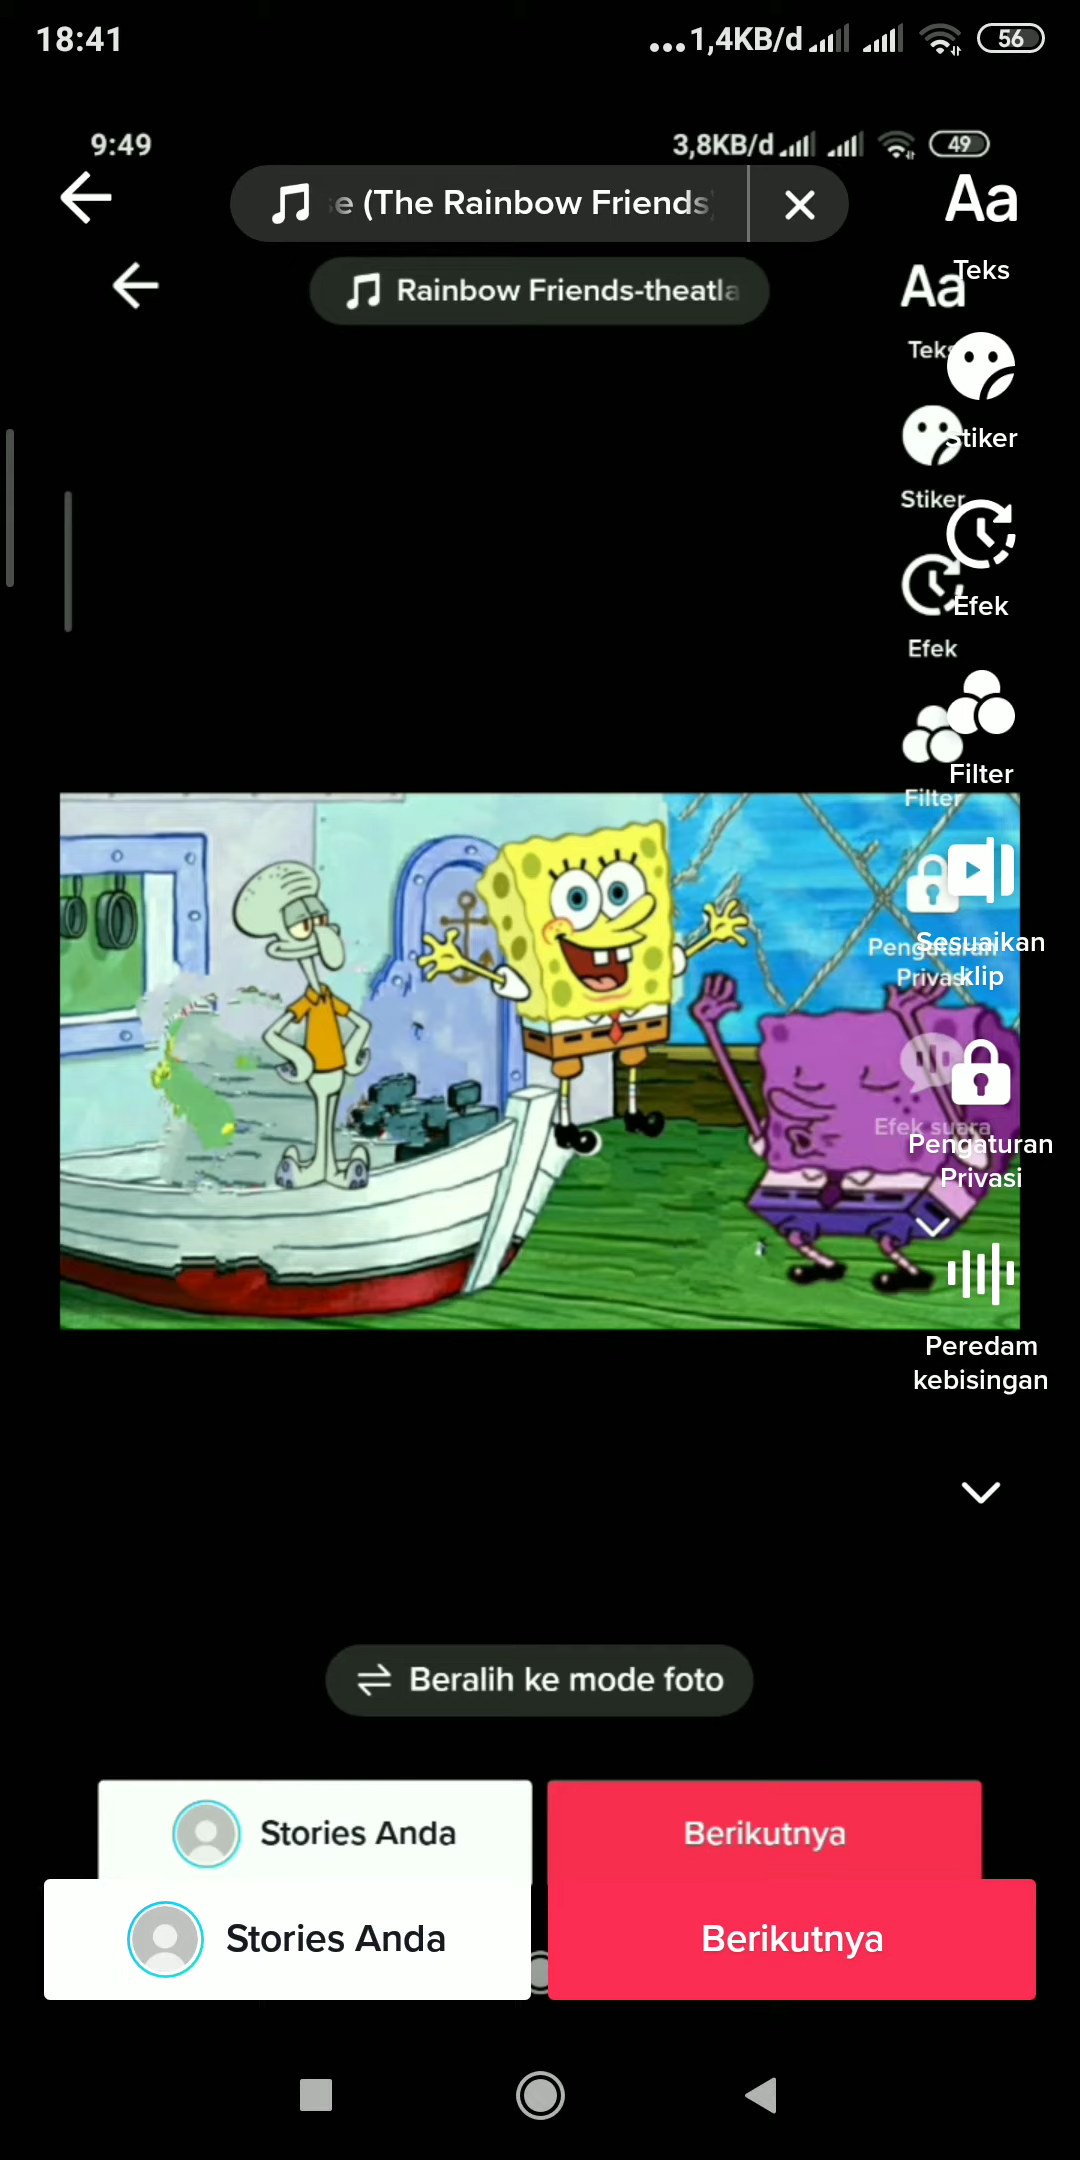 18:41
...1,4KB/d
56
9:49
3,8KB/d
49
e (The Rainbow Friends)
Aa
Teks
Rainbow Friends-theatla
Aa
Teks
Stiker
Stiker
Efek
Efek
Filter
Filter
Sesuaikan
klip
Pengaturan
Privasi
Efek suara
Pengaturan
Privasi
Peredam
kebisingan
Beralih ke mode foto
Stories Anda
Berikutnya
Stories Anda
Berikutnya